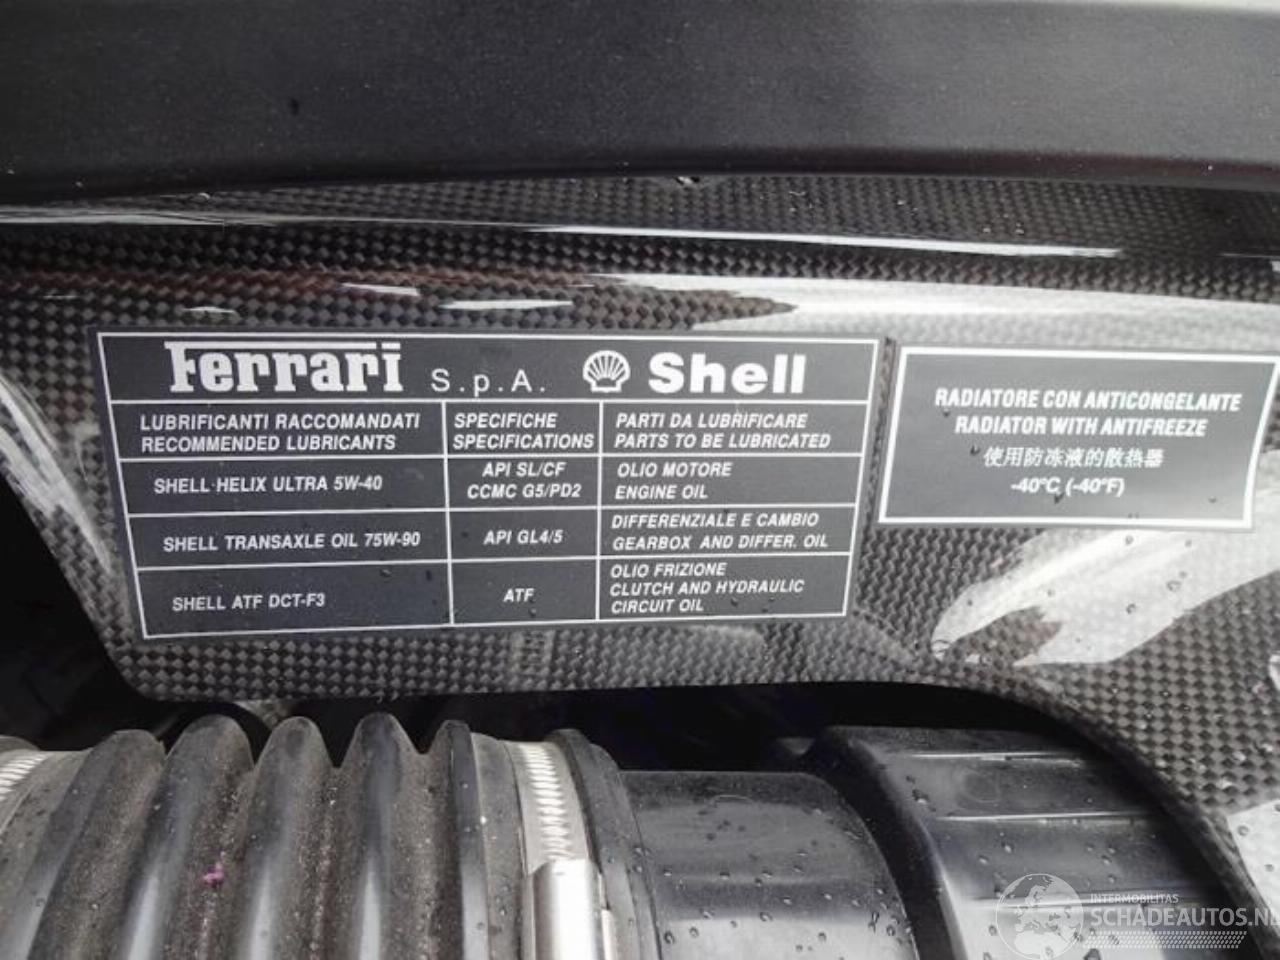 Ferrari S.p.A. Shell
LUBRIFICANTI RACCOMANDATI
RECOMMENDED LUBRICANTS
SPECIFICHE
SPECIFICATIONS
PARTI DA LUBRIFICARE
PARTS TO BE LUBRICATED
SHELL HELIX ULTRA 5W-40
API SL/CF
CCMC G5/PD2
OLIO MOTORE
ENGINE OIL
SHELL TRANSAXLE OIL 75W-90
API GL4/5
DIFFERENZIALE E CAMBIO
GEARBOX AND DIFFER. OIL
SHELL ATF DCT-F3
ATF
OLIO FRIZIONE
CLUTCH AND HYDRAULIC
CIRCUIT OIL
RADIATORE CON ANTICONGELANTE
RADIATOR WITH ANTIFREEZE
使用防冻液的散热器
-40°C (-40°F)
INTERMOBILITAS
SCHADEAUTOS.NL